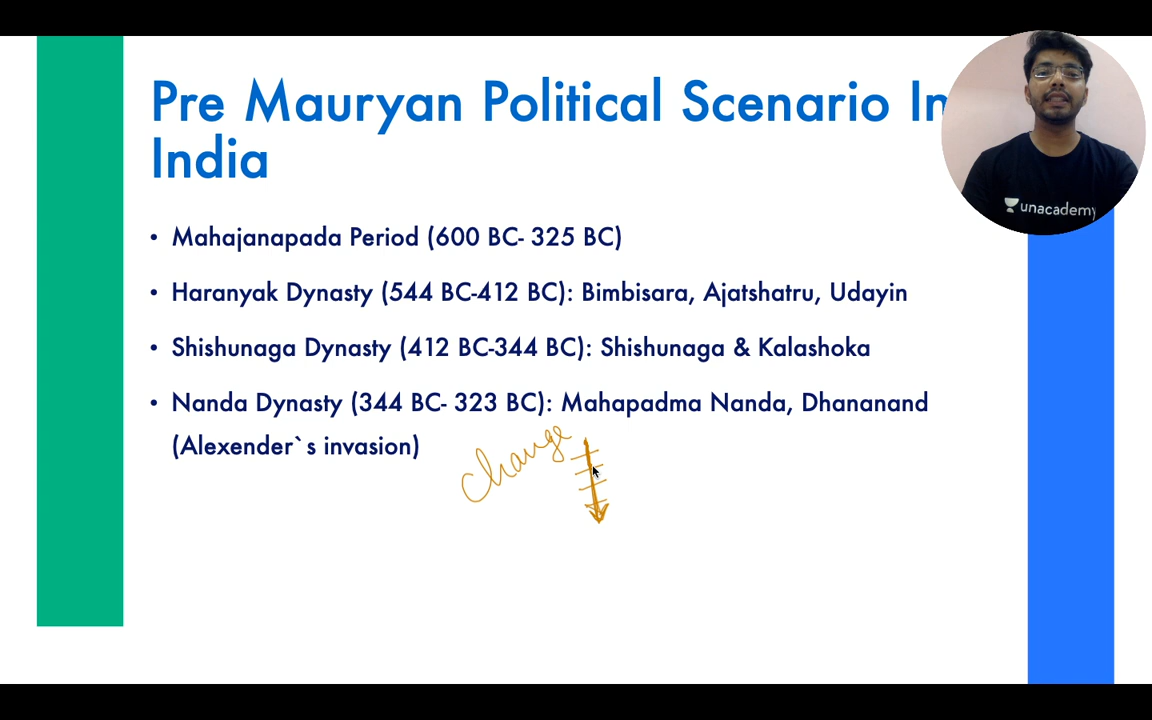 Pre Mauryan Political Scenario In
India
unacademy
• Mahajanapada Period (600 BC- 325 BC)
• Haranyak Dynasty (544 BC-412 BC): Bimbisara, Ajatshatru, Udayin
• Shishunaga Dynasty (412 BC-344 BC): Shishunaga & Kalashoka
• Nanda Dynasty (344 BC- 323 BC): Mahapadma Nanda, Dhananand
(Alexender`s invasion)
Change